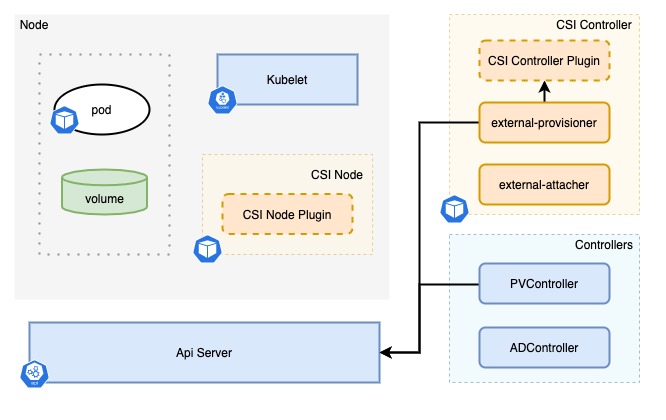 Node
pod
volume
Kubelet
CSI Node
CSI Node Plugin
CSI Controller
CSI Controller Plugin
external-provisioner
external-attacher
Controllers
PVController
ADController
Api Server